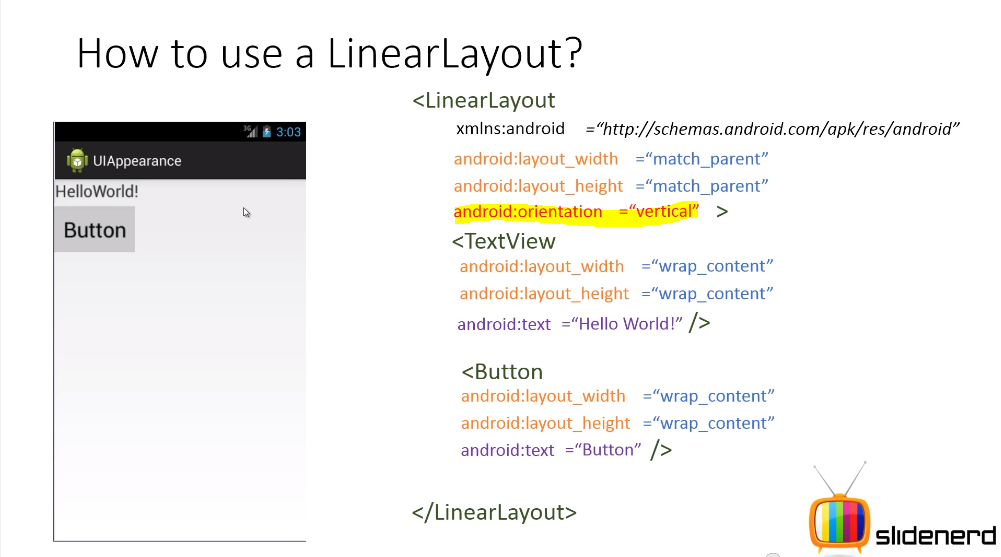 How to use a LinearLayout?
3G 3:03
UIAppearance
HelloWorld!
Button
<LinearLayout
xmlns:android =“http://schemas.android.com/apk/res/android”
android:layout_width =“match_parent”
android:layout_height =“match_parent”
android:orientation =“vertical” >
<TextView
android:layout_width =“wrap_content”
android:layout_height =“wrap_content”
android:text =“Hello World!” />
<Button
android:layout_width =“wrap_content”
android:layout_height =“wrap_content”
android:text =“Button” />
</LinearLayout>
slidenerd